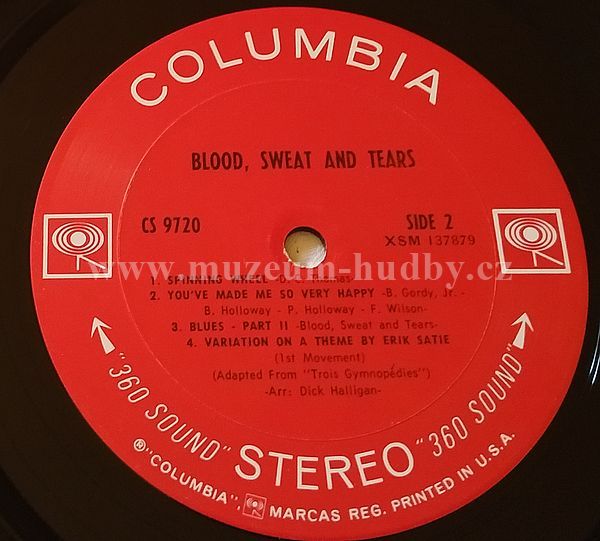 COLUMBIA
BLOOD, SWEAT AND TEARS
CS 9720
SIDE 2
XSM 137879
www.muzeum-hudby.cz
1. SPINNING WHEEL -D. C. Thomas-
2. YOU'VE MADE ME SO VERY HAPPY -B. Gordy, Jr. -
B. Holloway - P. Holloway - F. Wilson-
3. BLUES - PART II -Blood, Sweat and Tears-
4. VARIATION ON A THEME BY ERIK SATIE
(1st Movement)
(Adapted From "Trois Gymnopédies")
-Arr: Dick Halligan-
"360 SOUND" STEREO "360 SOUND"
® "COLUMBIA", MARCAS REG. PRINTED IN U.S.A.